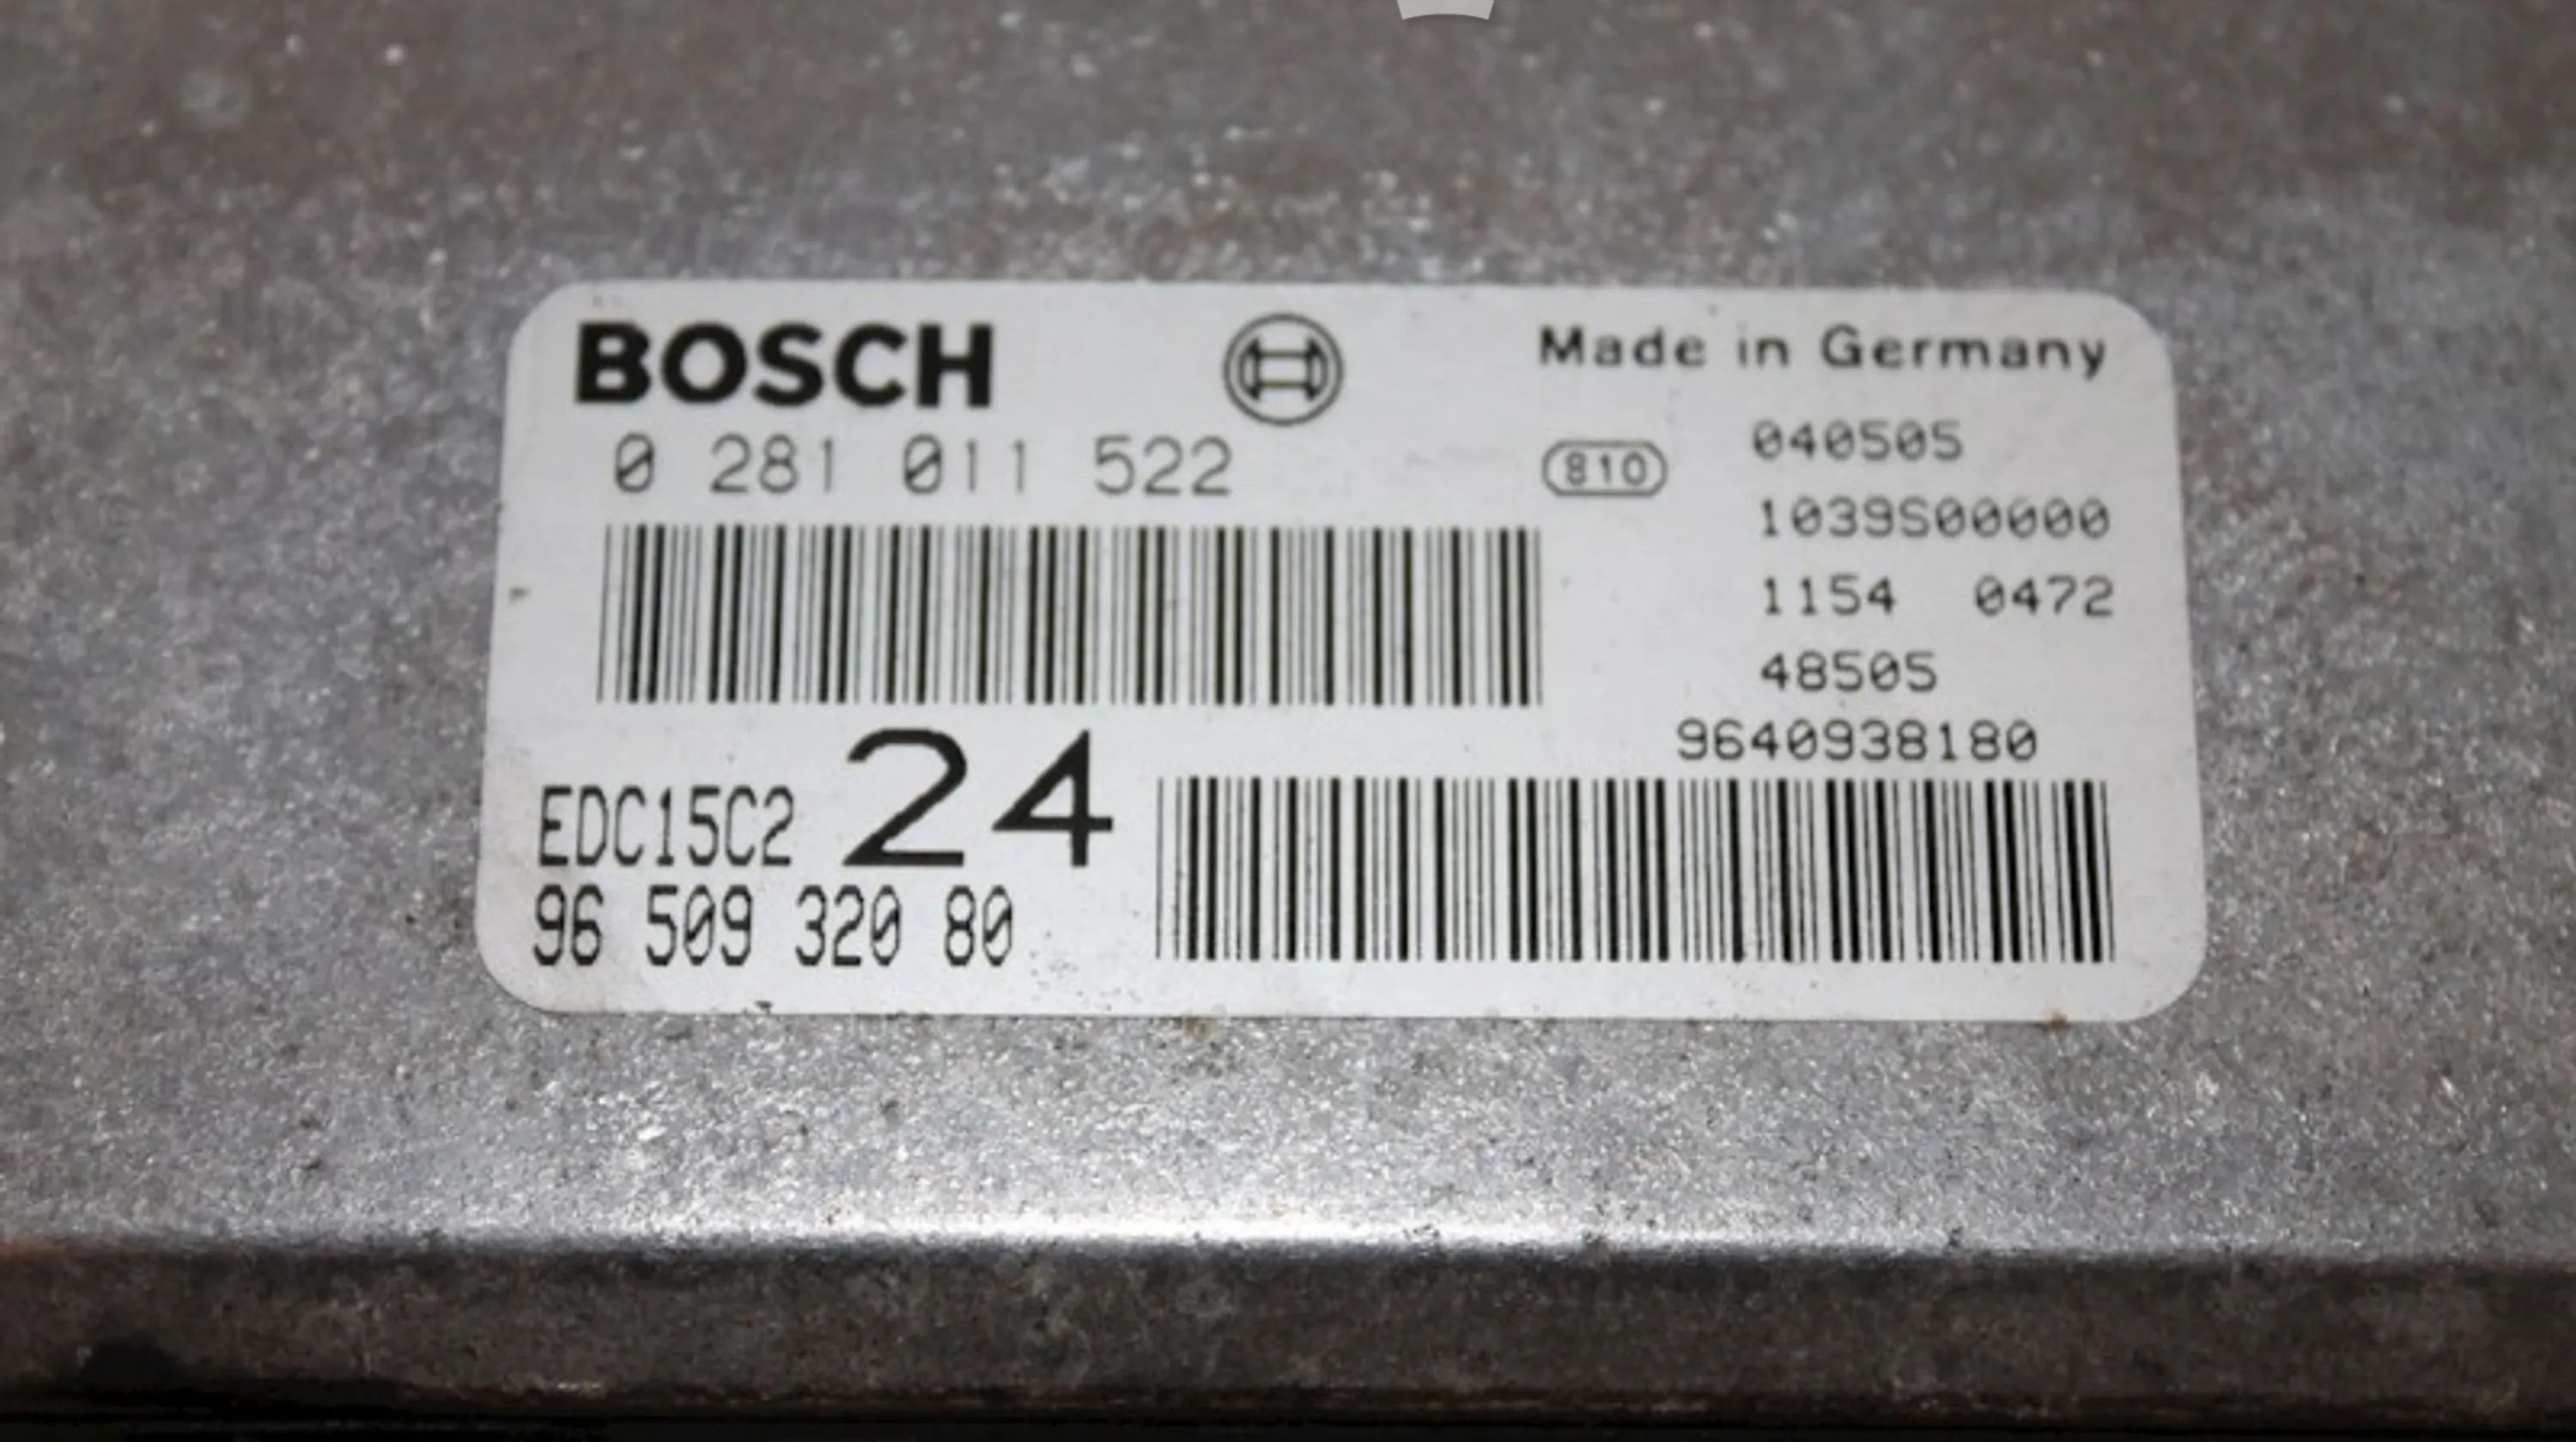 BOSCH
Made in Germany
0 281 011 522
810
040505
1039S00000
1154 0472
48505
9640938180
EDC15C2 24
96 509 320 80